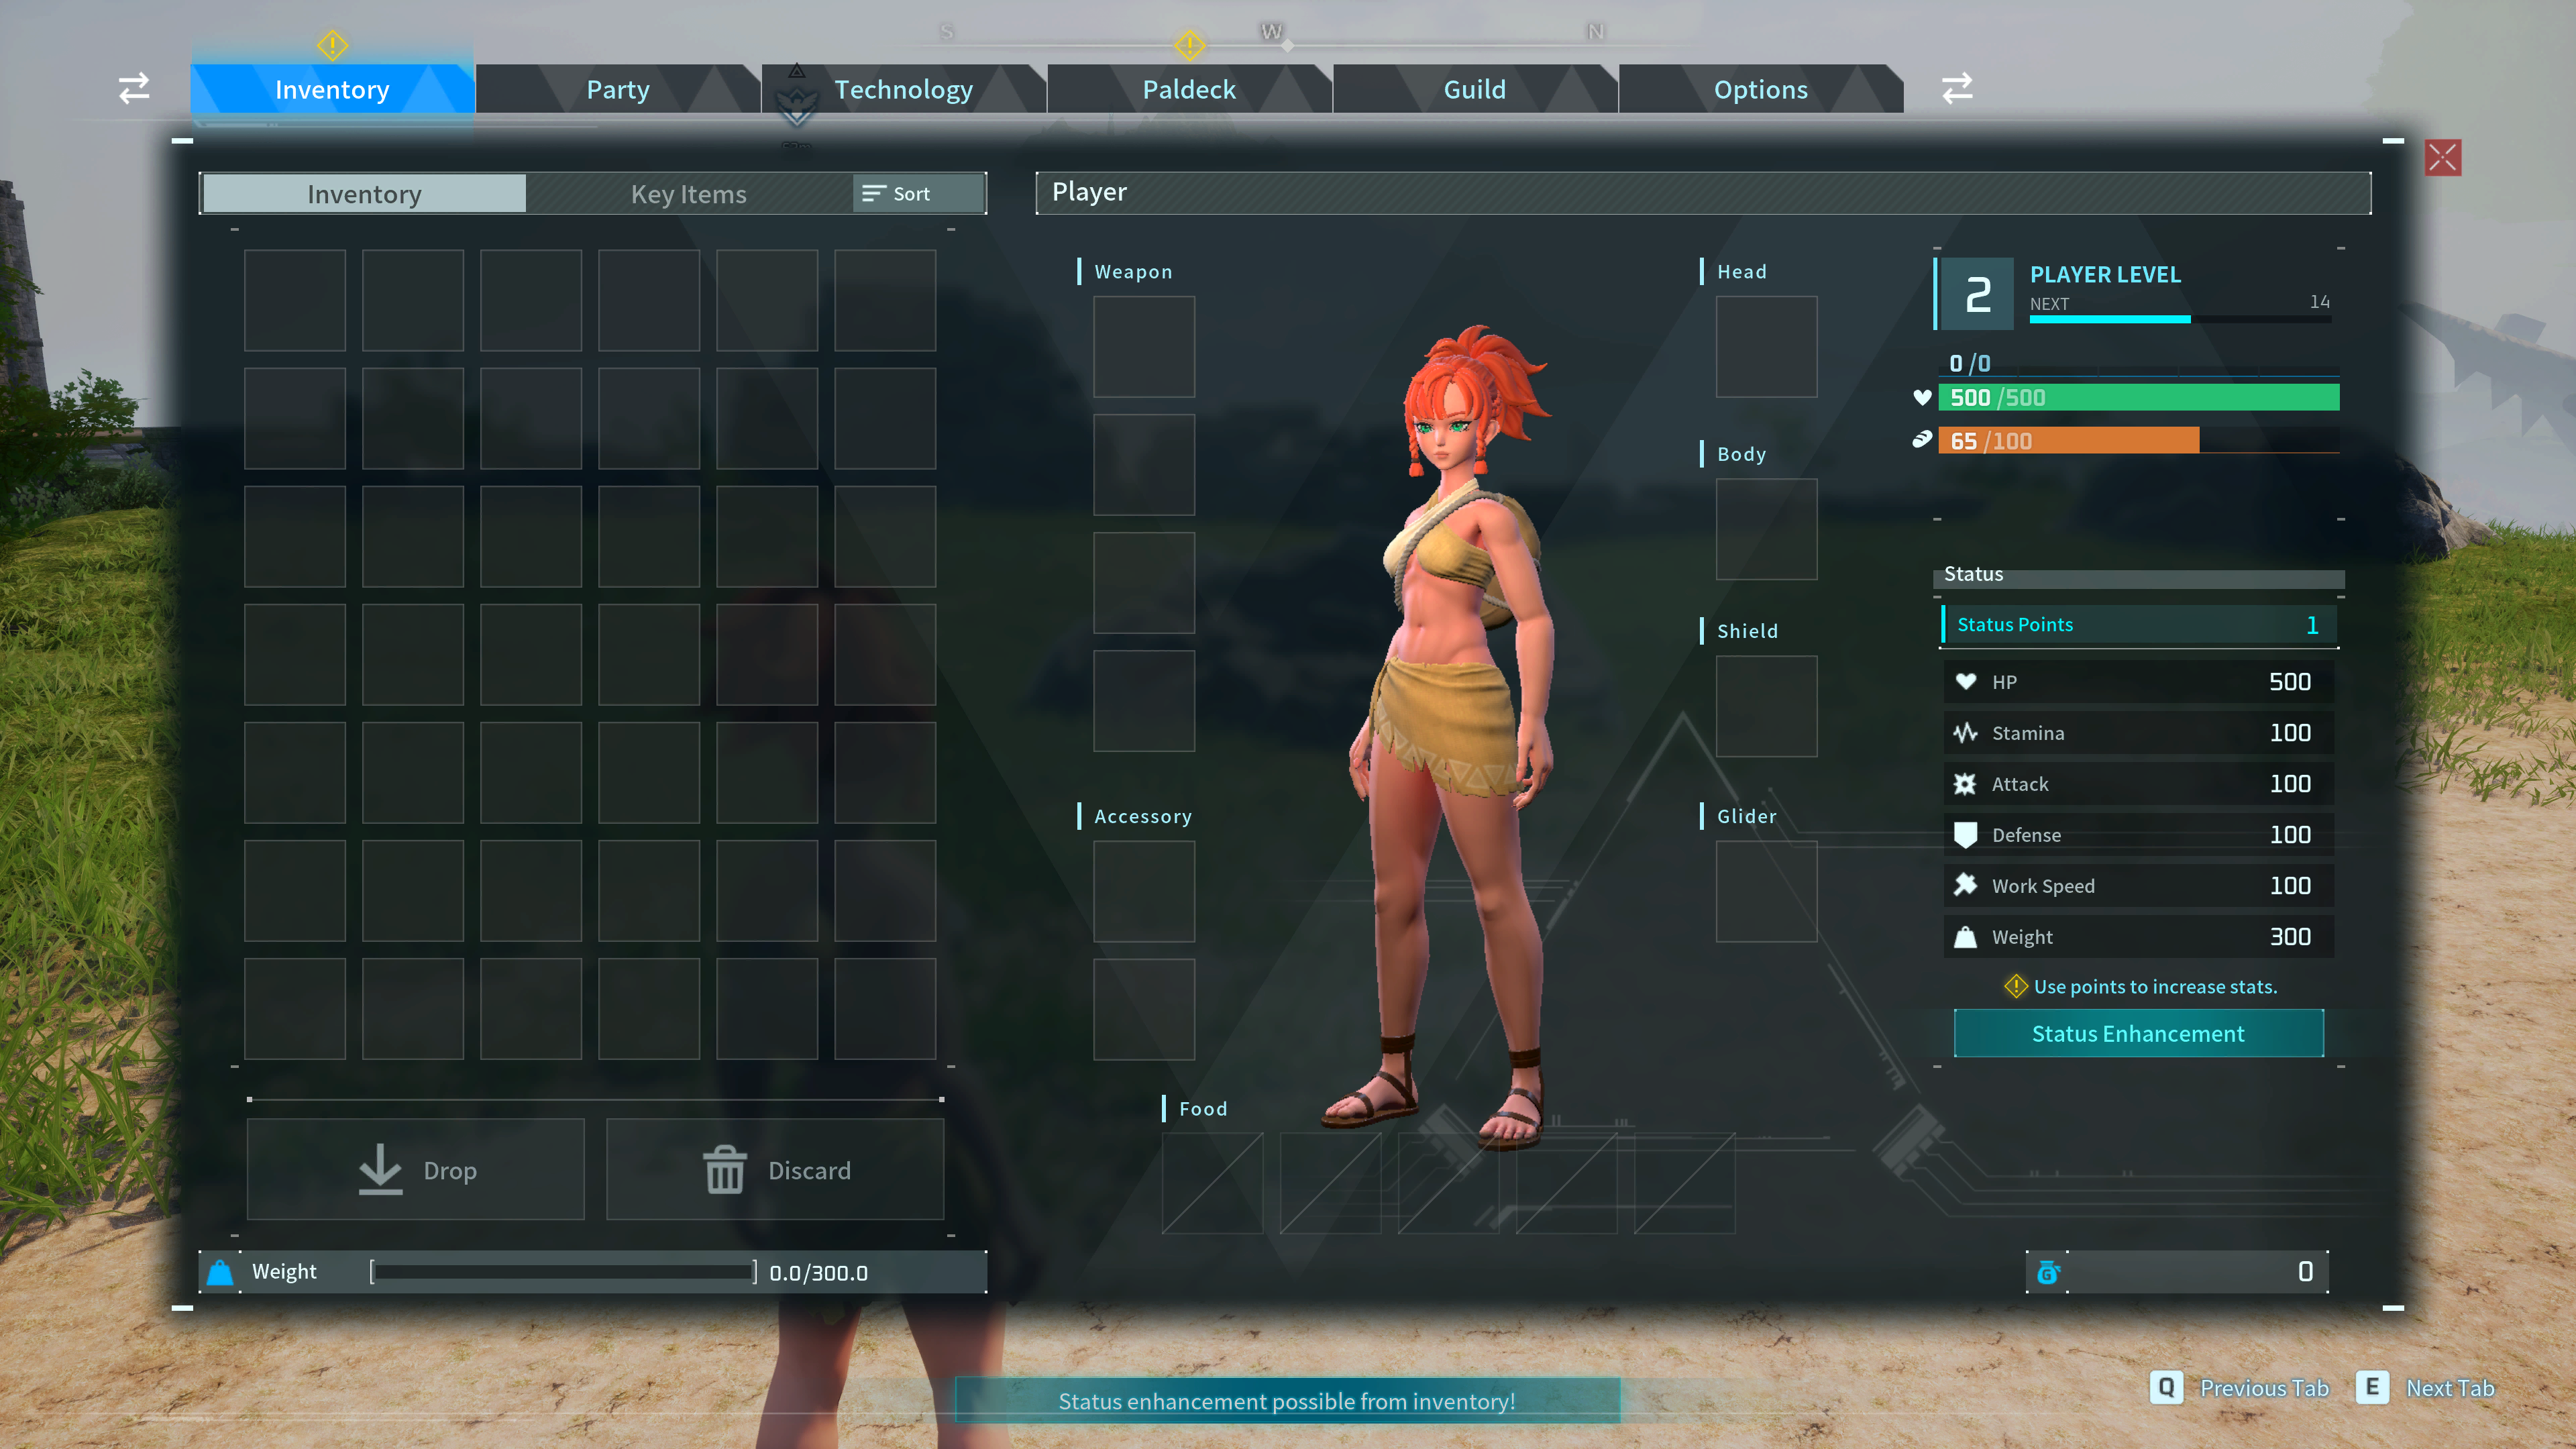 S W N
Inventory Party Technology Paldeck Guild Options
Inventory Key Items Sort
Player
Weapon
Head
2 PLAYER LEVEL
NEXT 14
0 /0
500 /500
65 /100
Body
Shield
Status
Status Points 1
HP 500
Stamina 100
Attack 100
Defense 100
Work Speed 100
Weight 300
Accessory
Glider
Use points to increase stats.
Status Enhancement
Food
Drop Discard
Weight 0.0/300.0
G 0
Status enhancement possible from inventory!
Q Previous Tab E Next Tab